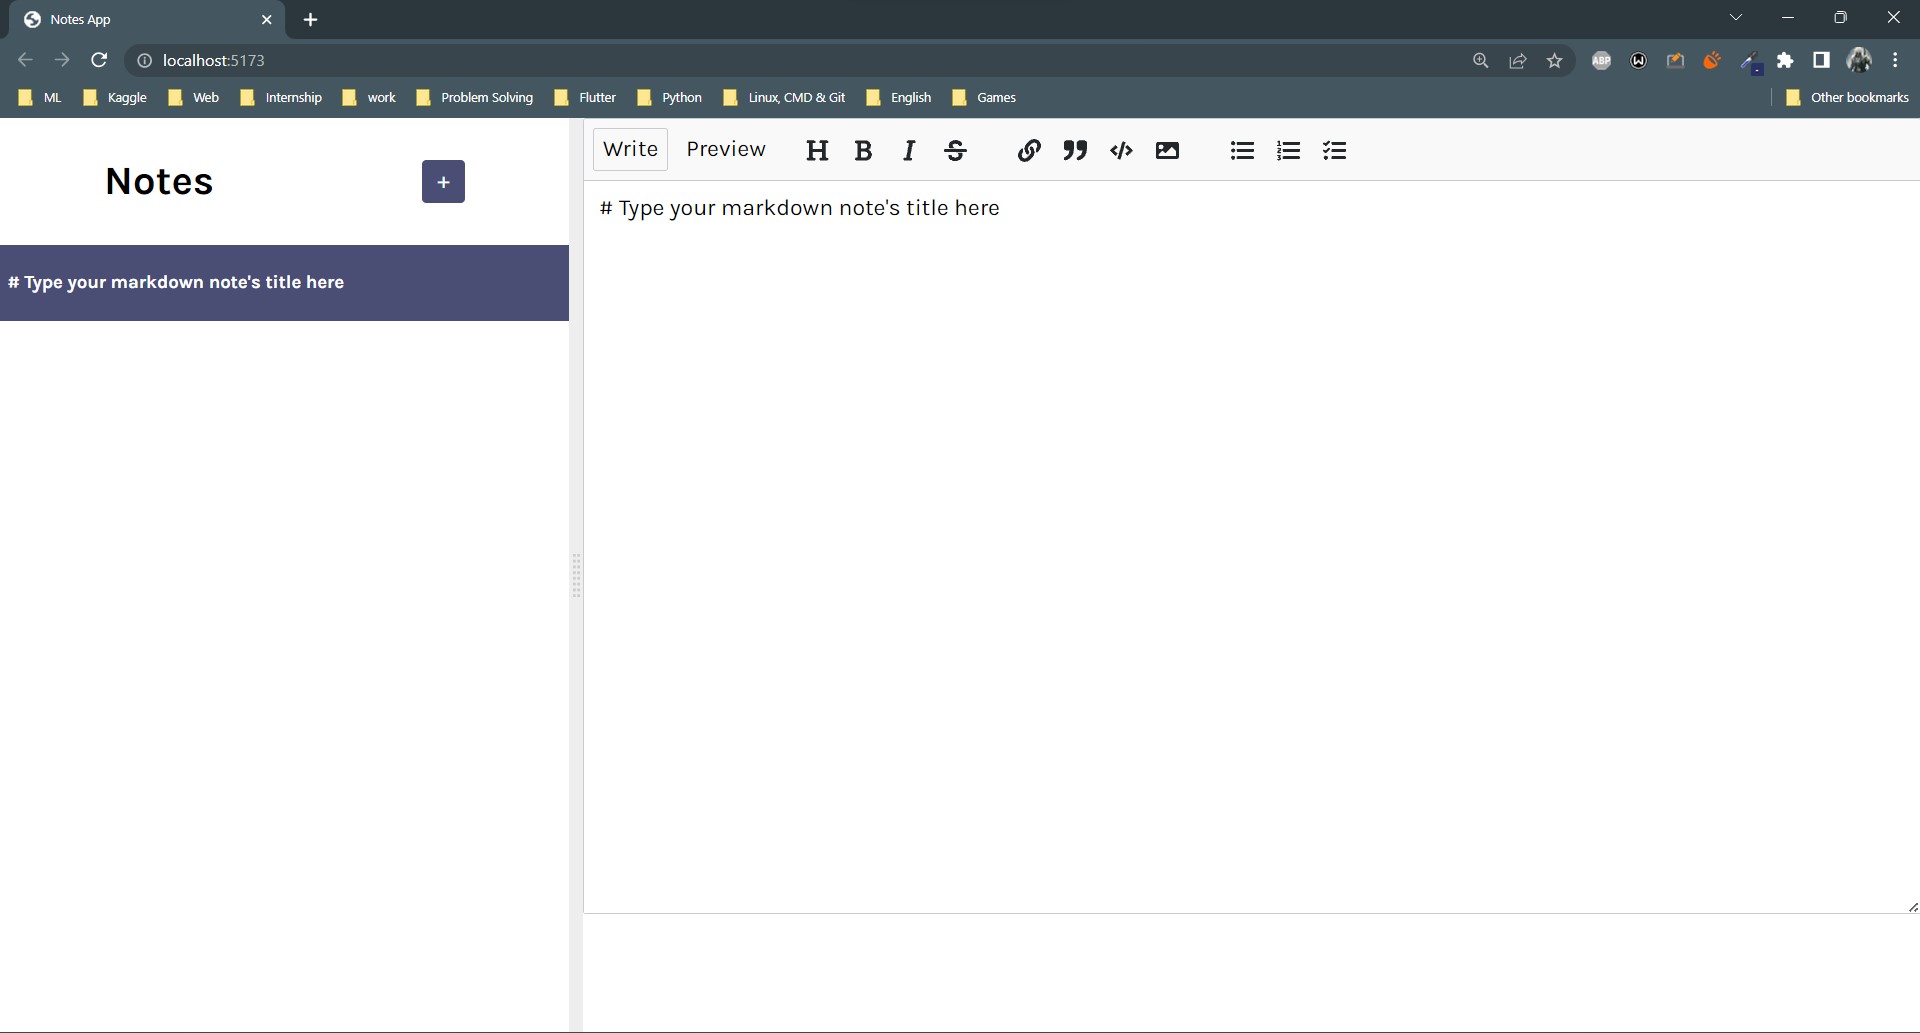 Notes App
localhost:5173
ABP
ML Kaggle Web Internship work Problem Solving Flutter Python Linux, CMD & Git English Games Other bookmarks
Notes +
Write Preview H B I S
# Type your markdown note's title here
# Type your markdown note's title here